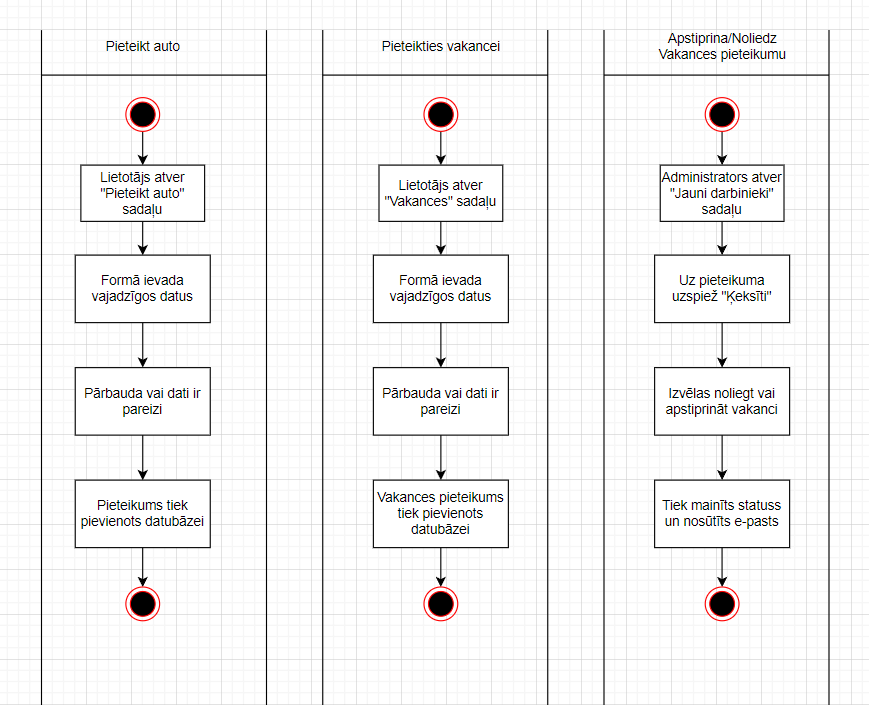 Pieteikt auto
Lietotājs atver
"Pieteikt auto"
sadaļu
Formā ievada
vajadzīgos datus
Pārbauda vai dati ir
pareizi
Pieteikums tiek
pievienots datubāzei
Pieteikties vakancei
Lietotājs atver
"Vakances" sadaļu
Formā ievada
vajadzīgos datus
Pārbauda vai dati ir
pareizi
Vakances pieteikums
tiek pievienots
datubāzei
Apstiprina/Noliedz
Vakances pieteikumu
Administrators atver
"Jauni darbinieki"
sadaļu
Uz pieteikuma
uzspiež "Ķeksīti"
Izvēlas noliegt vai
apstiprināt vakanci
Tiek mainīts statuss
un nosūtīts e-pasts